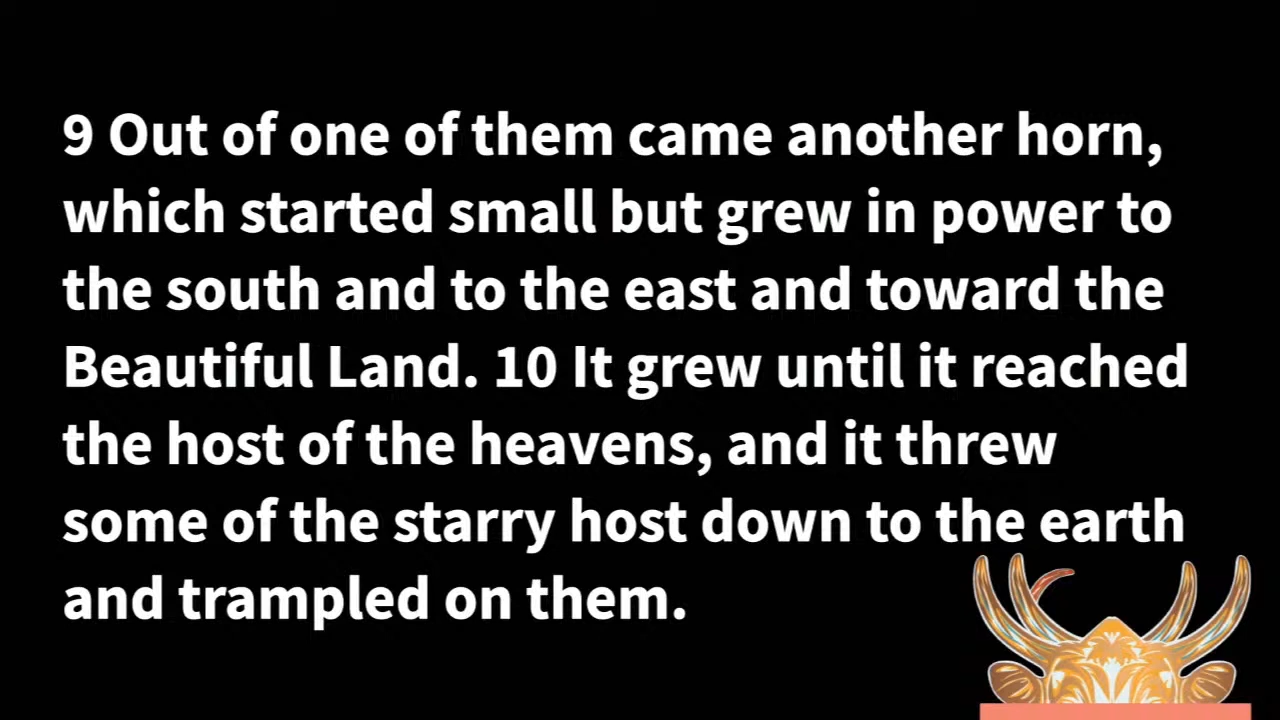 9 Out of one of them came another horn,
which started small but grew in power to
the south and to the east and toward the
Beautiful Land. 10 It grew until it reached
the host of the heavens, and it threw
some of the starry host down to the earth
and trampled on them.